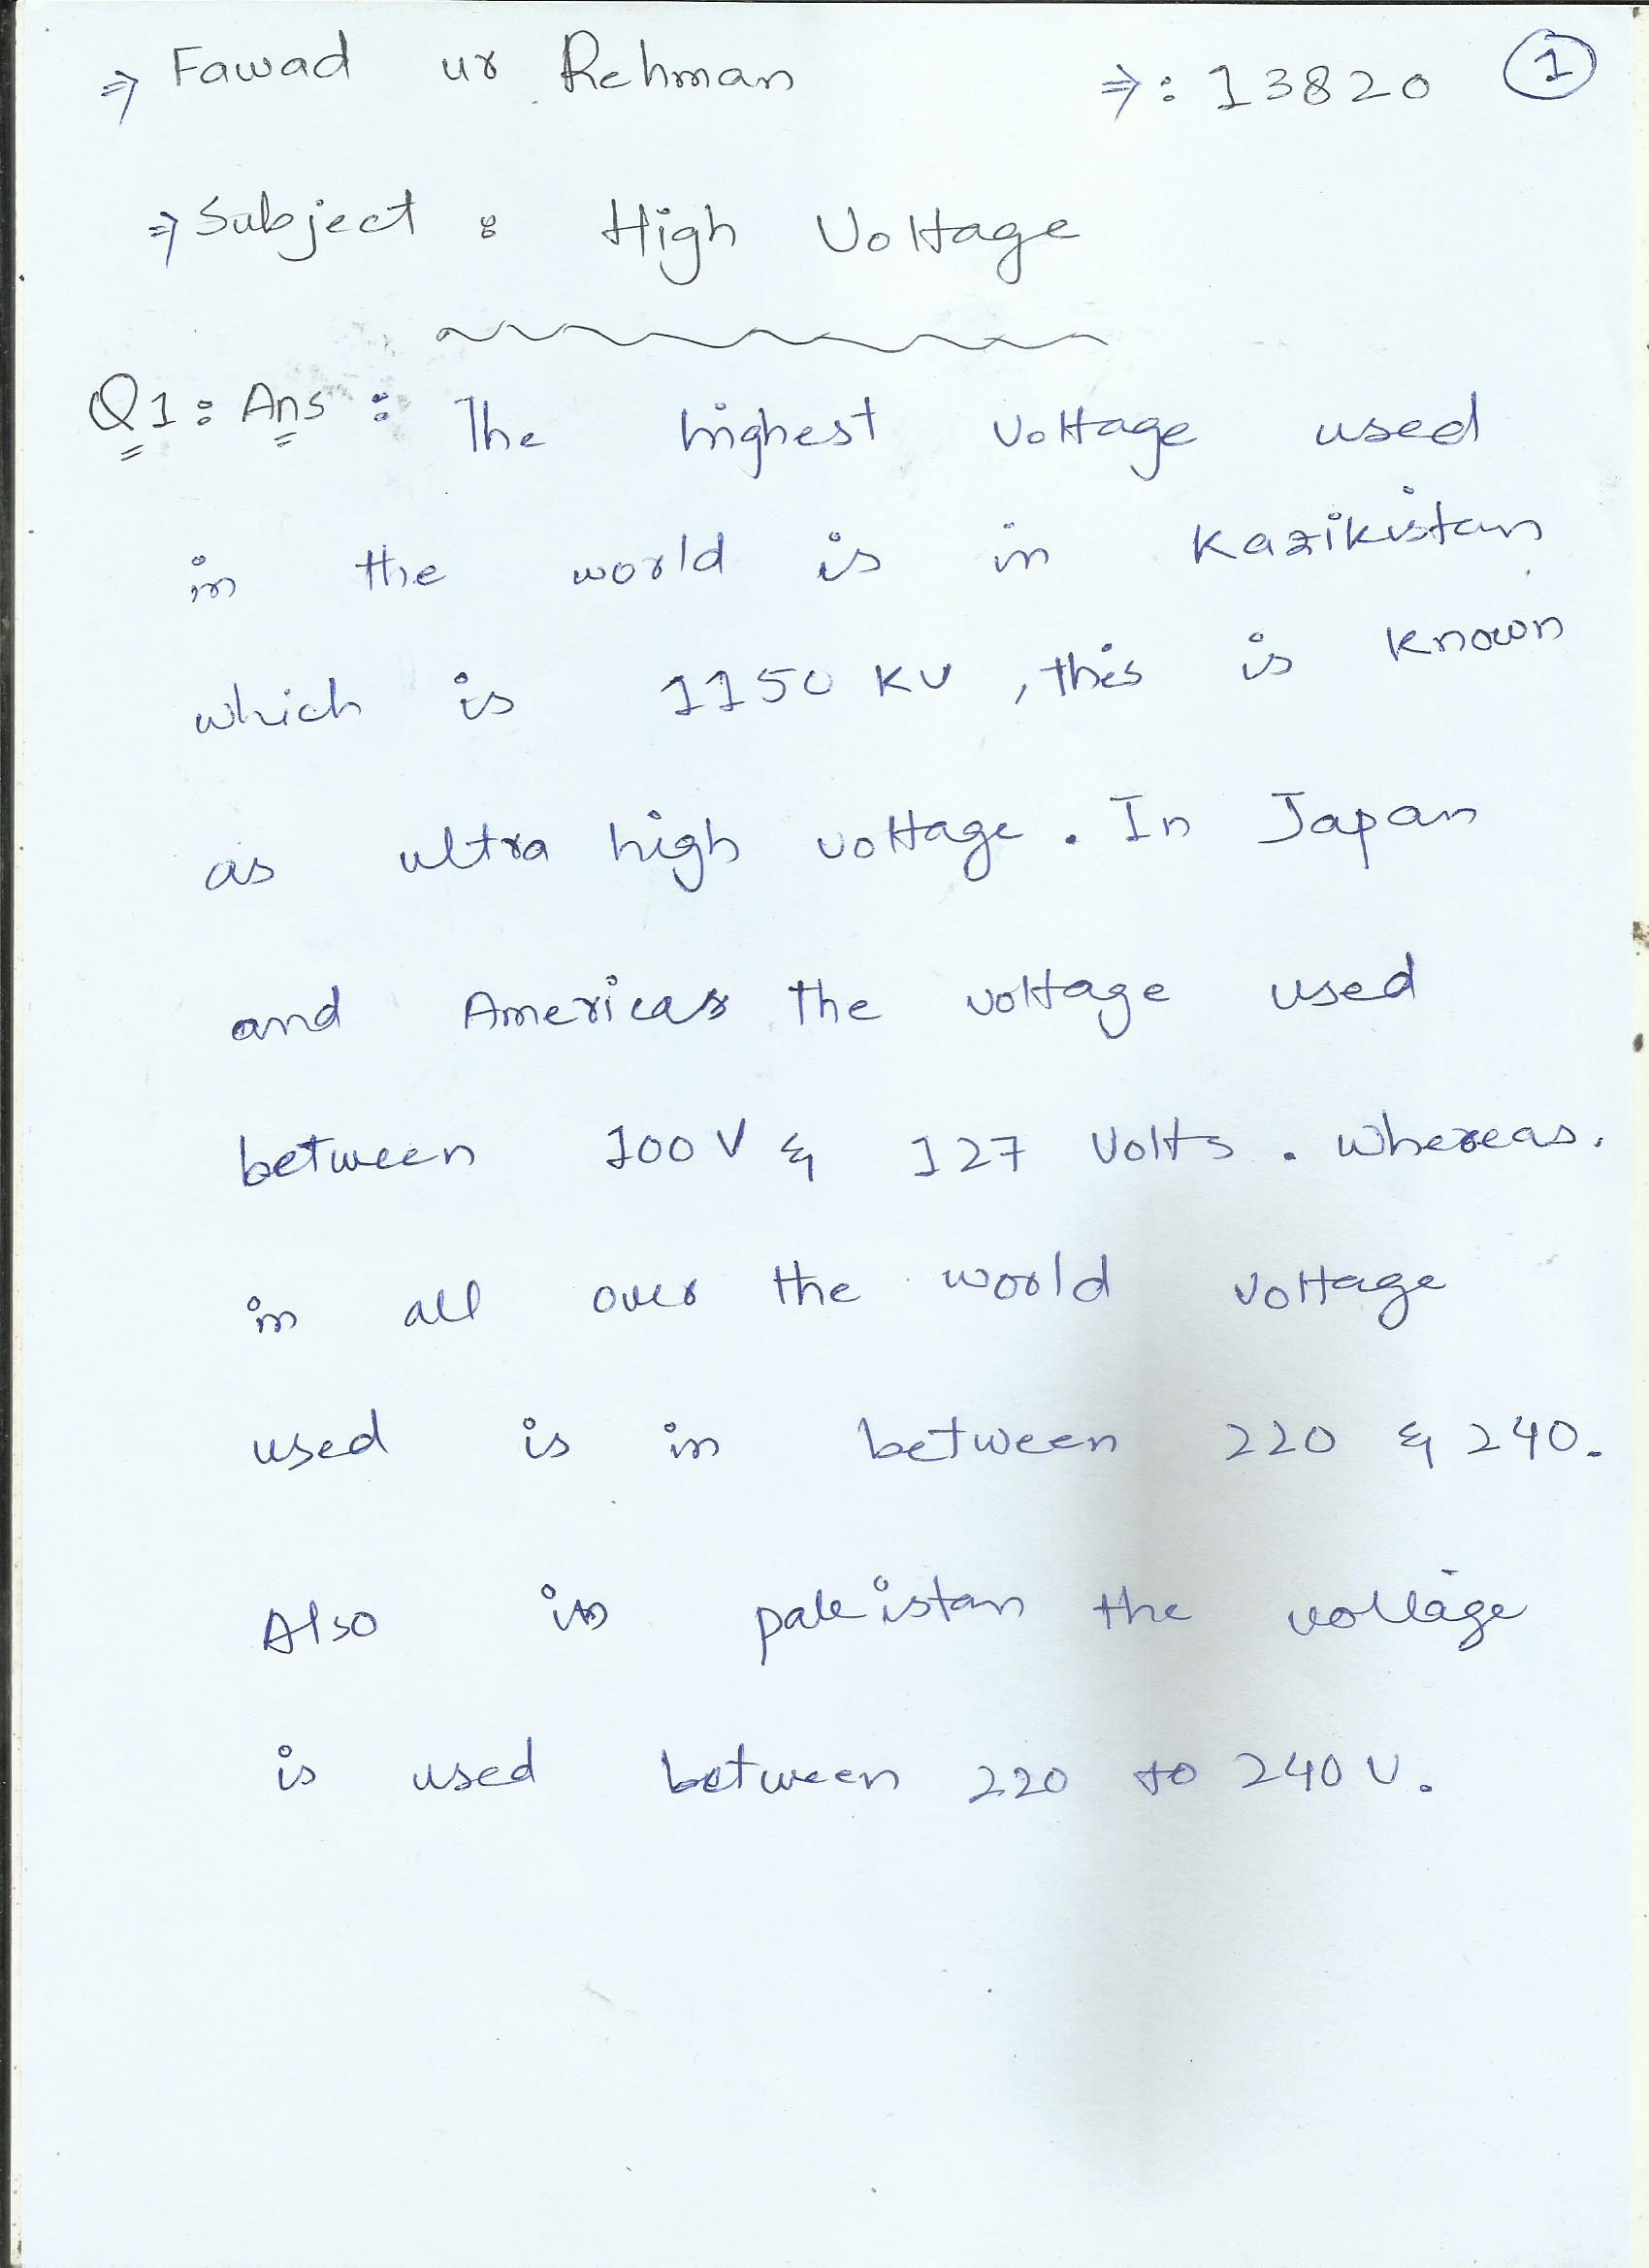 ⇒ Fawad ur Rehman ⇒: 13820 1
⇒ Subject : High Voltage
Q1: Ans : The highest voltage used
in the world is in Kazikistan
which is 1150 KV, this is known
as ultra high voltage. In Japan
and Americas the voltage used
between 100V & 127 Volts. whereas.
in all over the world voltage
used is in between 220 & 240.
Also in pakistan the voltage
is used between 220 to 240V.